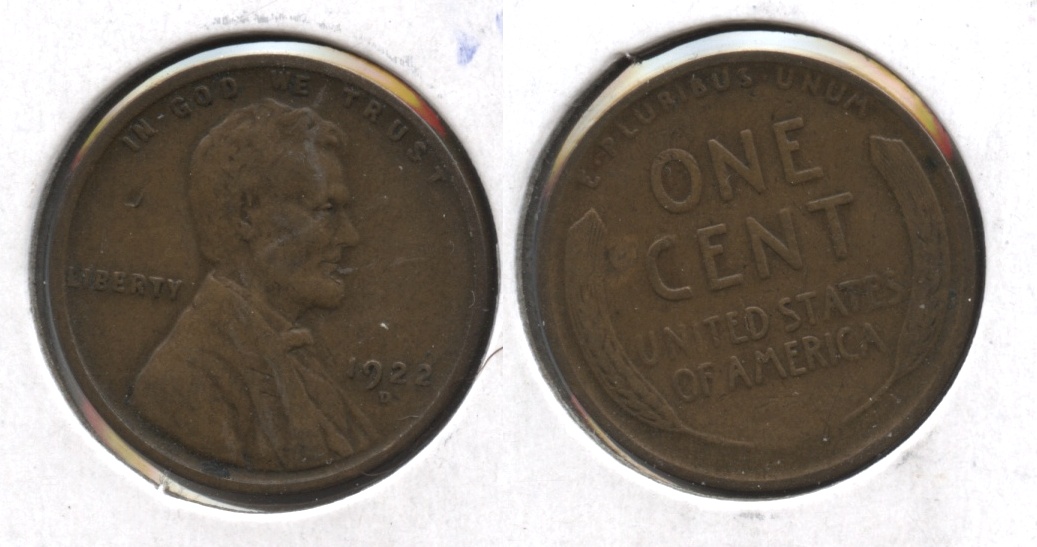 IN·GOD WE TRUST
LIBERTY
1922
D
E·PLURIBUS·UNUM
ONE
CENT
UNITED STATES
OF AMERICA